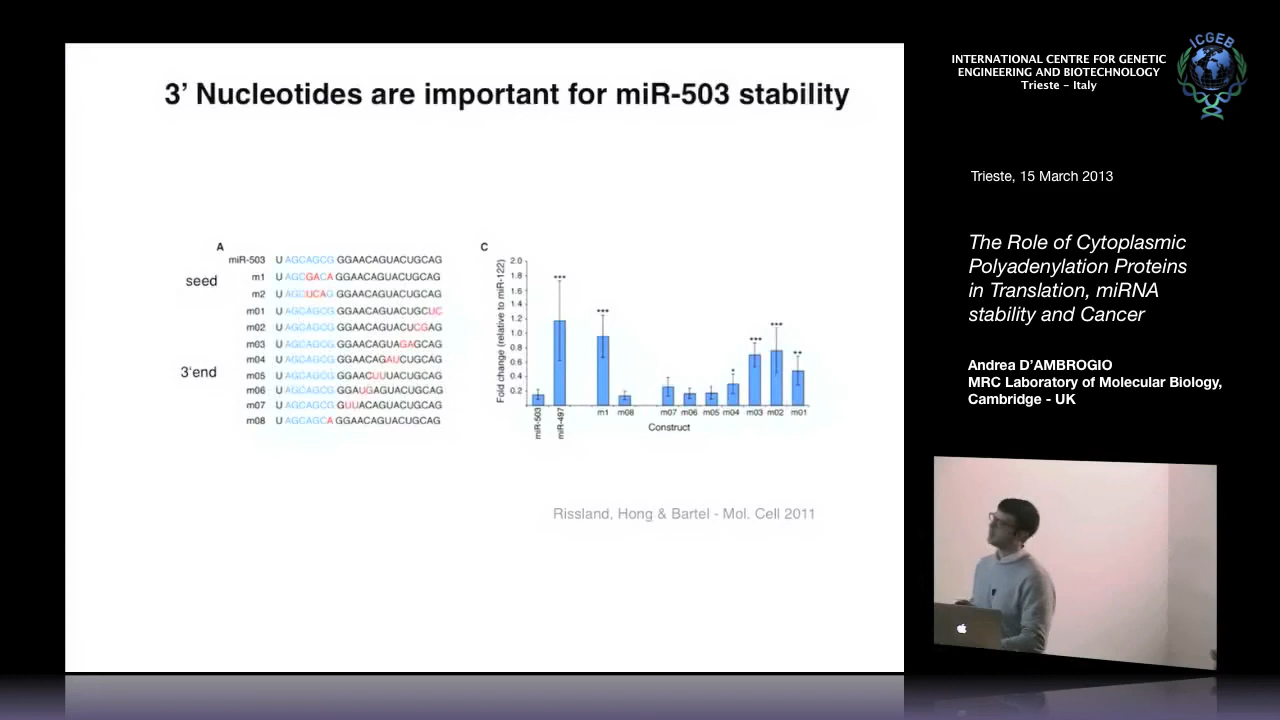 3' Nucleotides are important for miR-503 stability
A
miR-503 U AGCAGCG GGAACAGUACUGCAG
seed
m1 U AGCGACA GGAACAGUACUGCAG
m2 U AGCUCAG GGAACAGUACUGCAG
m01 U AGCAGCG GGAACAGUACUGCUC
m02 U AGCAGCG GGAACAGUACUCGAG
m03 U AGCAGCG GGAACAGUAGAGCAG
3'end
m04 U AGCAGCG GGAACAGAUCUGCAG
m05 U AGCAGCG GGAACUUUACUGCAG
m06 U AGCAGCG GGAUGAGUACUGCAG
m07 U AGCAGCG GUUACAGUACUGCAG
m08 U AGCAGCA GGAACAGUACUGCAG
C
Fold change (relative to miR-122)
2.0
1.8
1.6
1.4
1.2
1.0
0.8
0.6
0.4
0.2
***
***
*
***
***
**
miR-503 miR-497 m1 m08 m07 m06 m05 m04 m03 m02 m01
Construct
Rissland, Hong & Bartel - Mol. Cell 2011
INTERNATIONAL CENTRE FOR GENETIC
ENGINEERING AND BIOTECHNOLOGY
Trieste - Italy
ICGEB
Trieste, 15 March 2013
The Role of Cytoplasmic
Polyadenylation Proteins
in Translation, miRNA
stability and Cancer
Andrea D'AMBROGIO
MRC Laboratory of Molecular Biology,
Cambridge - UK